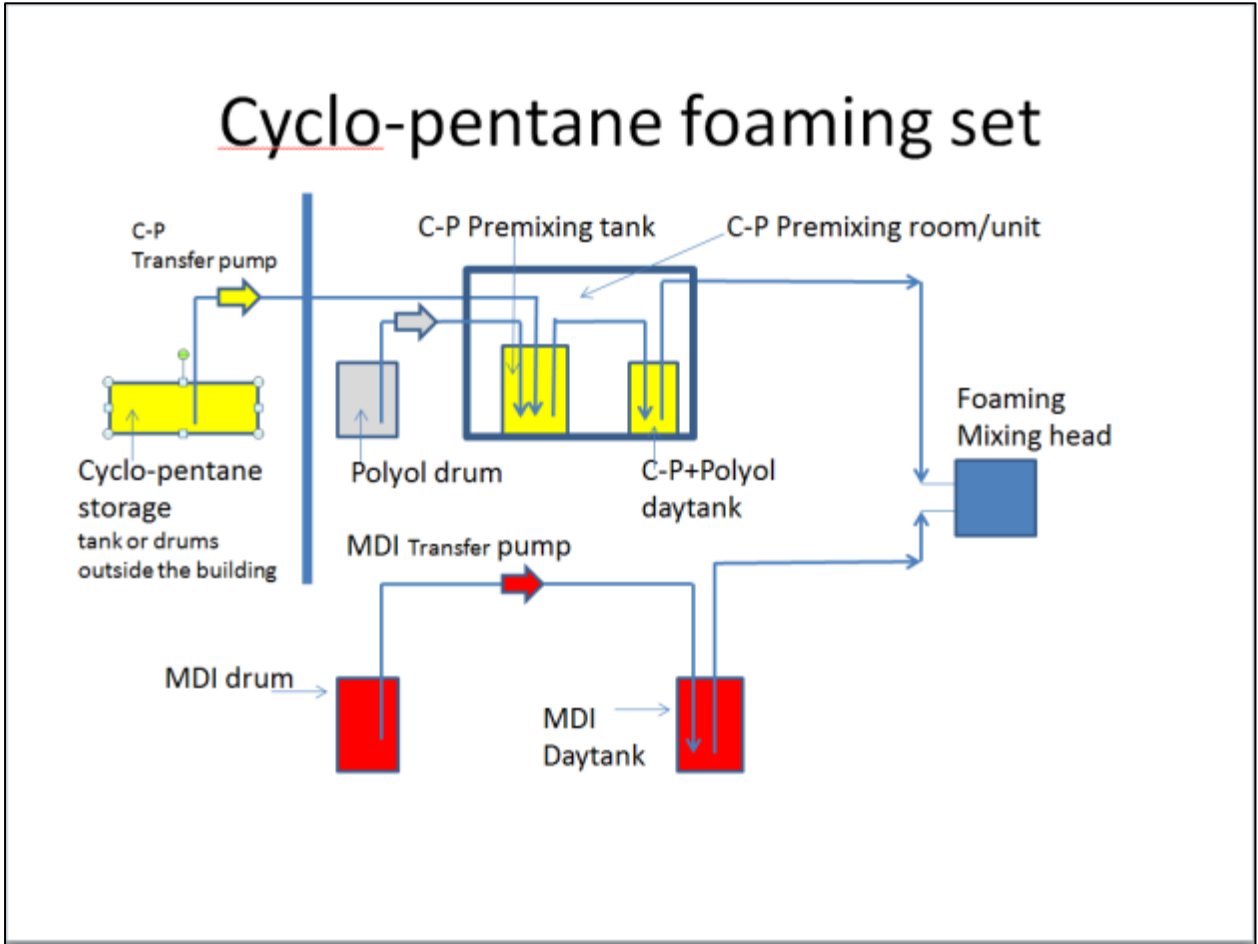 Cyclo-pentane foaming set
C-P
Transfer pump
C-P Premixing tank
C-P Premixing room/unit
Cyclo-pentane
storage
tank or drums
outside the building
Polyol drum
C-P+Polyol
daytank
Foaming
Mixing head
MDI Transfer pump
MDI drum
MDI
Daytank